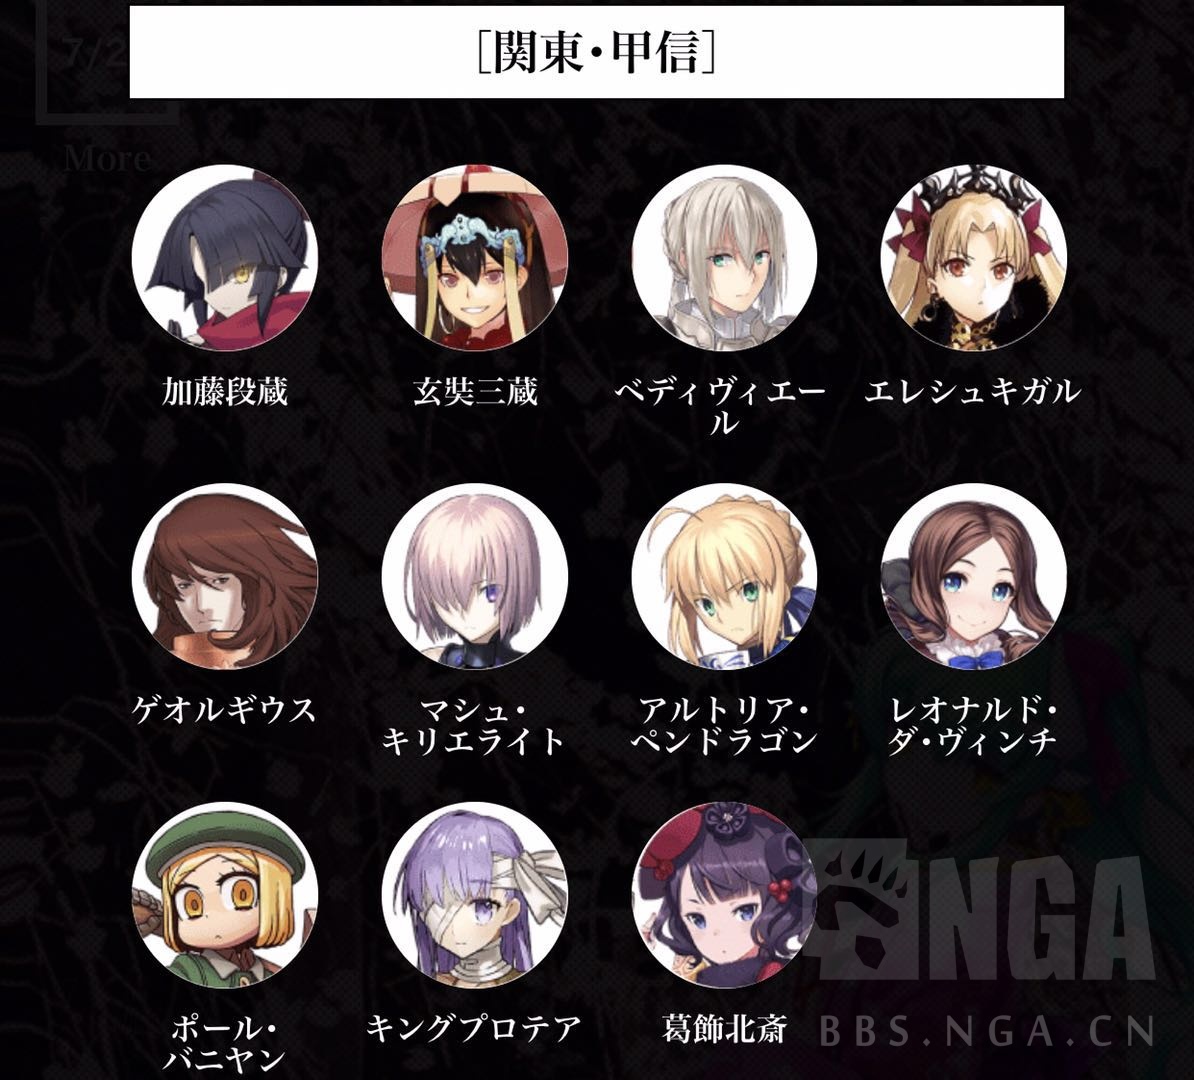 ［関東・甲信］
7/2
More
加藤段蔵
玄奘三蔵
ベディヴィエー
ル
エレシュキガル
ゲオルギウス
マシュ・
キリエライト
アルトリア・
ペンドラゴン
レオナルド・
ダ・ヴィンチ
ポール・
バニヤン
キングプロテア
葛飾北斎
NGA
BBS.NGA.CN